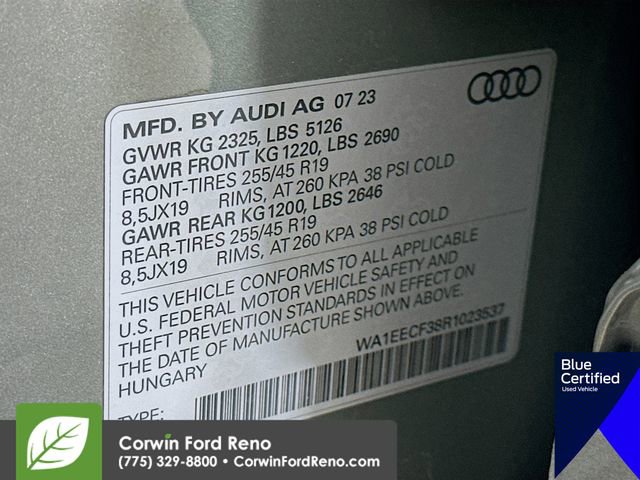 MFD. BY AUDI AG 07 23
GVWR KG 2325, LBS 5126
GAWR FRONT KG 1220, LBS 2690
FRONT-TIRES 255/45 R19
8,5JX19 RIMS, AT 260 KPA 38 PSI COLD
GAWR REAR KG 1200, LBS 2646
REAR-TIRES 255/45 R19
8,5JX19 RIMS, AT 260 KPA 38 PSI COLD
THIS VEHICLE CONFORMS TO ALL APPLICABLE
U.S. FEDERAL MOTOR VEHICLE SAFETY AND
THEFT PREVENTION STANDARDS IN EFFECT ON
THE DATE OF MANUFACTURE SHOWN ABOVE.
HUNGARY
WA1EECF3SR1023537
TYPE:
Blue
Certified
Used Vehicle
Corwin Ford Reno
(775) 329-8800 • CorwinFordReno.com